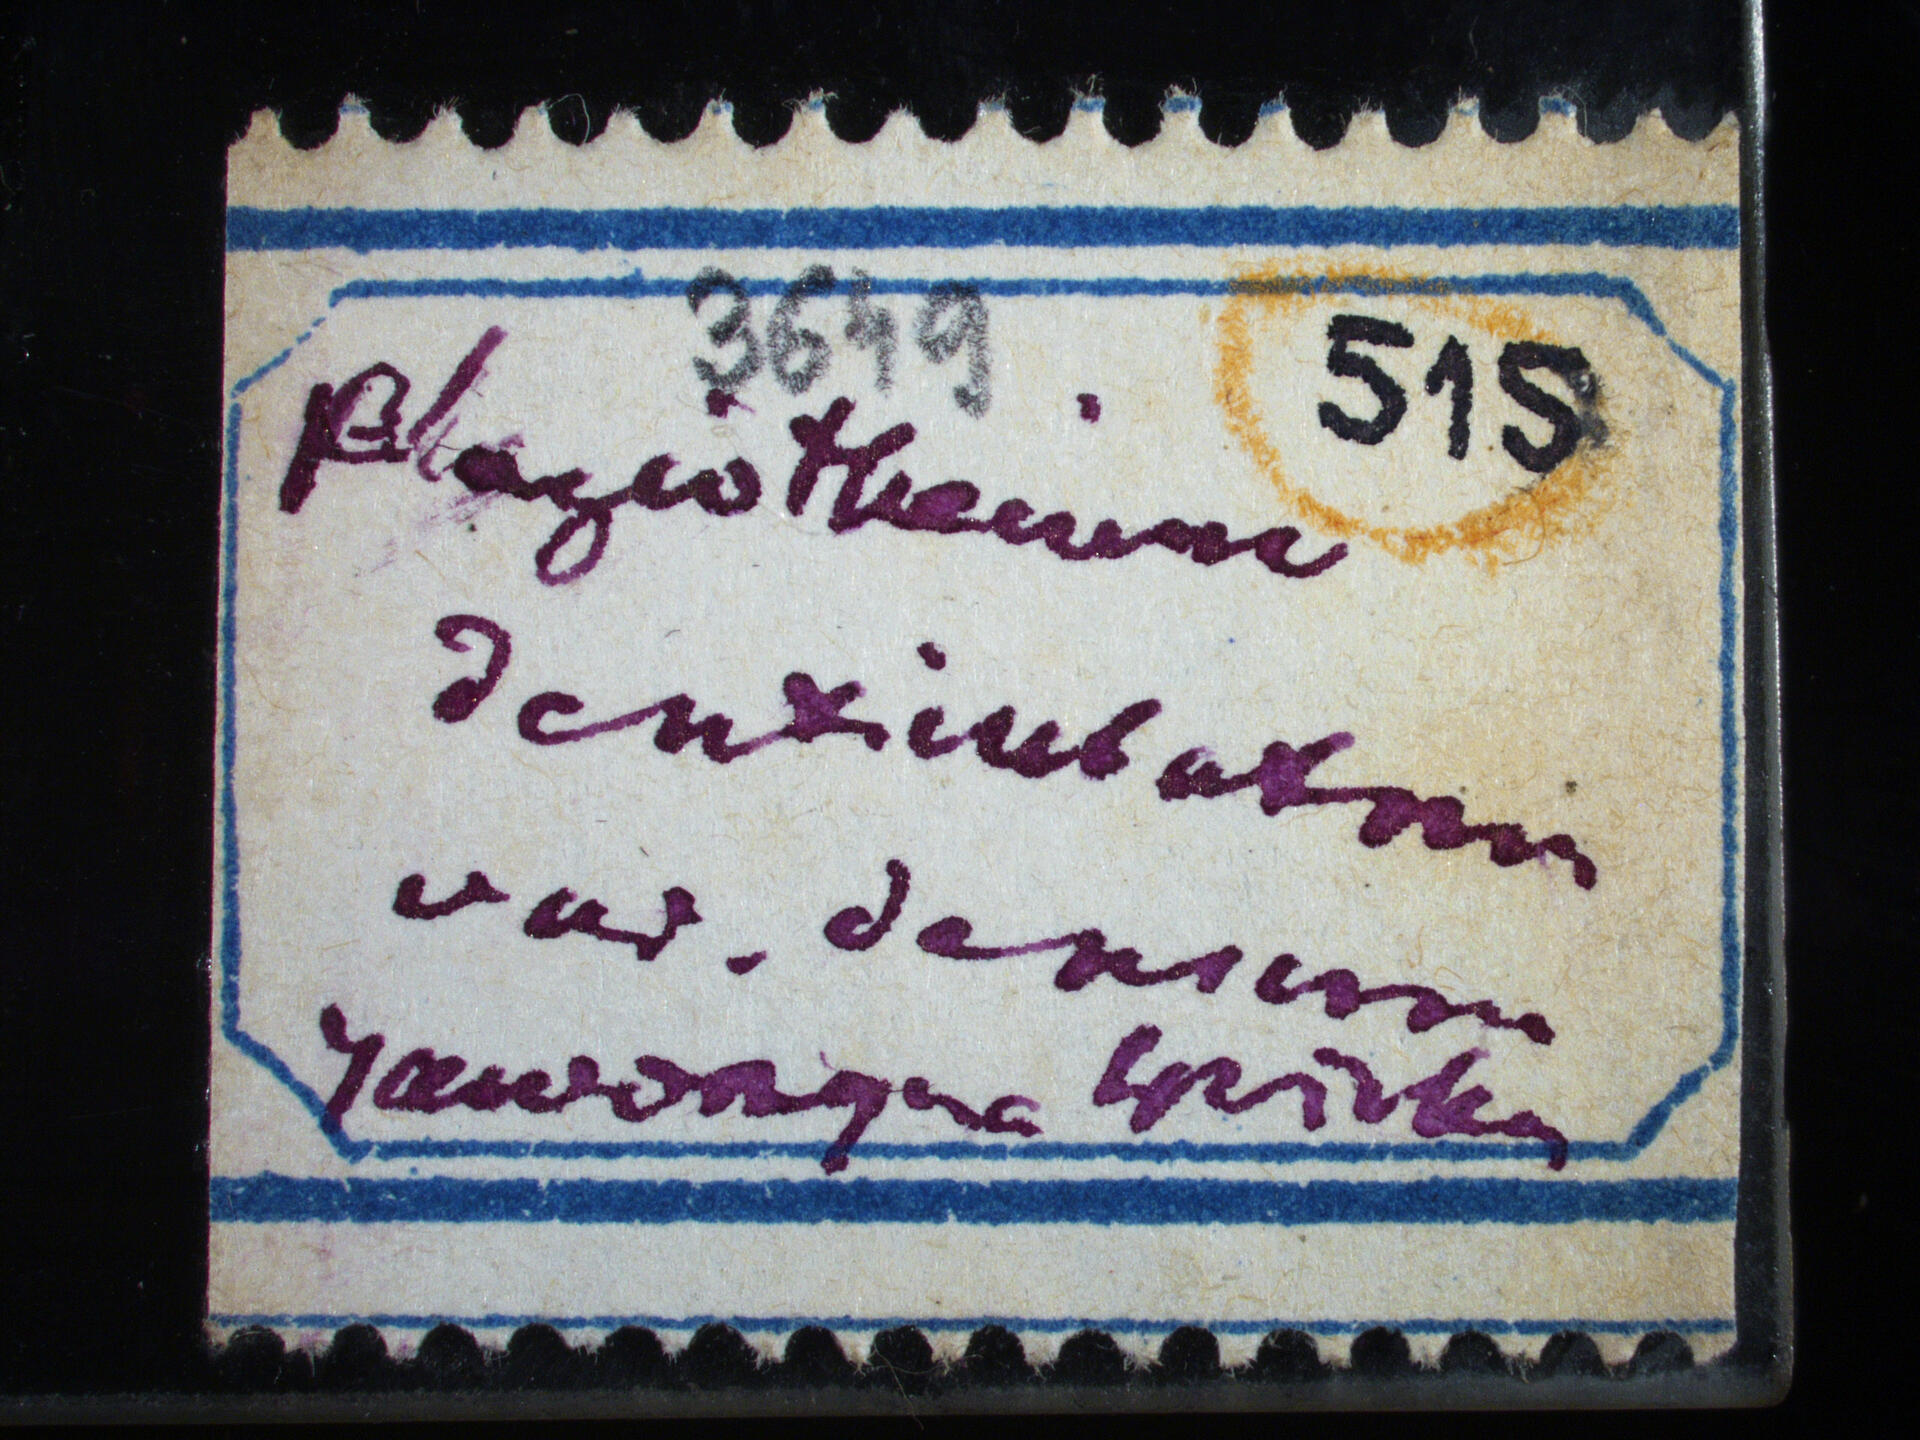 3649
515
Plagiothecium
denticulatum
var. densum